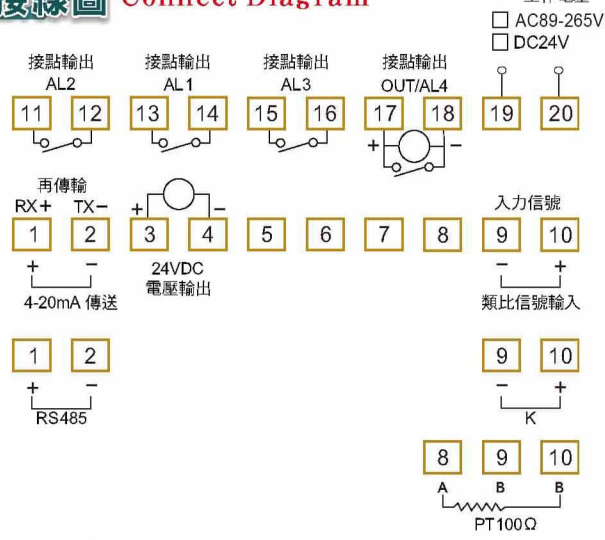 接線圖 Connect Diagram
AC89-265V
DC24V
接點輸出 接點輸出 接點輸出 接點輸出
AL2 AL1 AL3 OUT/AL4
11 12 13 14 15 16 17 18 19 20
+ −
再傳輸 入力信號
RX+ TX− + −
1 2 3 4 5 6 7 8 9 10
+ − 24VDC − +
4-20mA 傳送 電壓輸出 類比信號輸入
1 2 9 10
+ − − +
RS485 K
8 9 10
A B B
PT100Ω